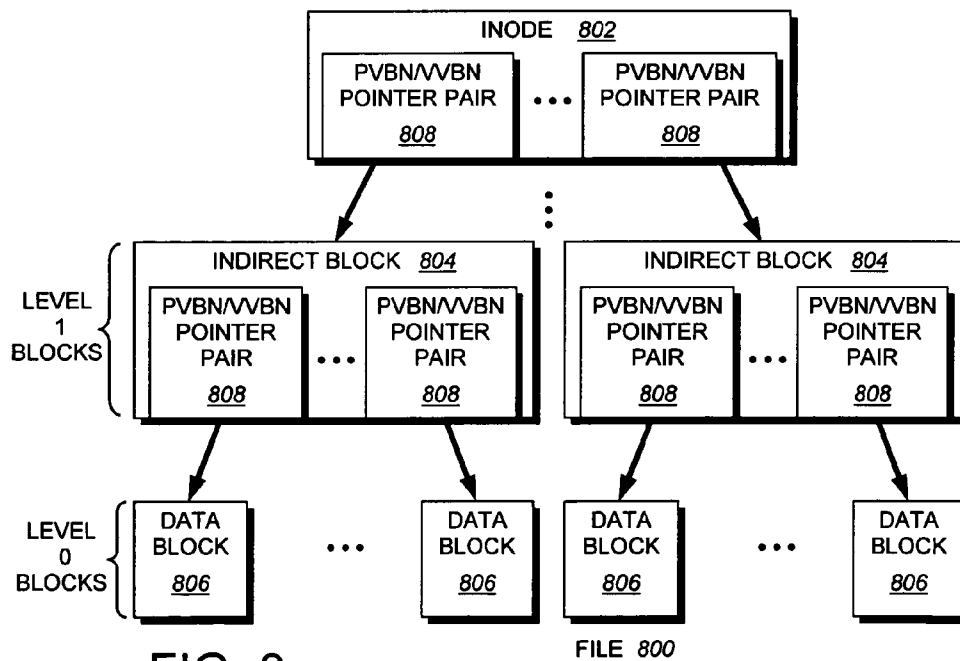 INODE 802
PVBN/VVBN POINTER PAIR 808
PVBN/VVBN POINTER PAIR 808
LEVEL 1 BLOCKS
INDIRECT BLOCK 804
PVBN/VVBN POINTER PAIR 808
PVBN/VVBN POINTER PAIR 808
INDIRECT BLOCK 804
PVBN/VVBN POINTER PAIR 808
PVBN/VVBN POINTER PAIR 808
LEVEL 0 BLOCKS
DATA BLOCK 806
DATA BLOCK 806
DATA BLOCK 806
DATA BLOCK 806
FILE 800